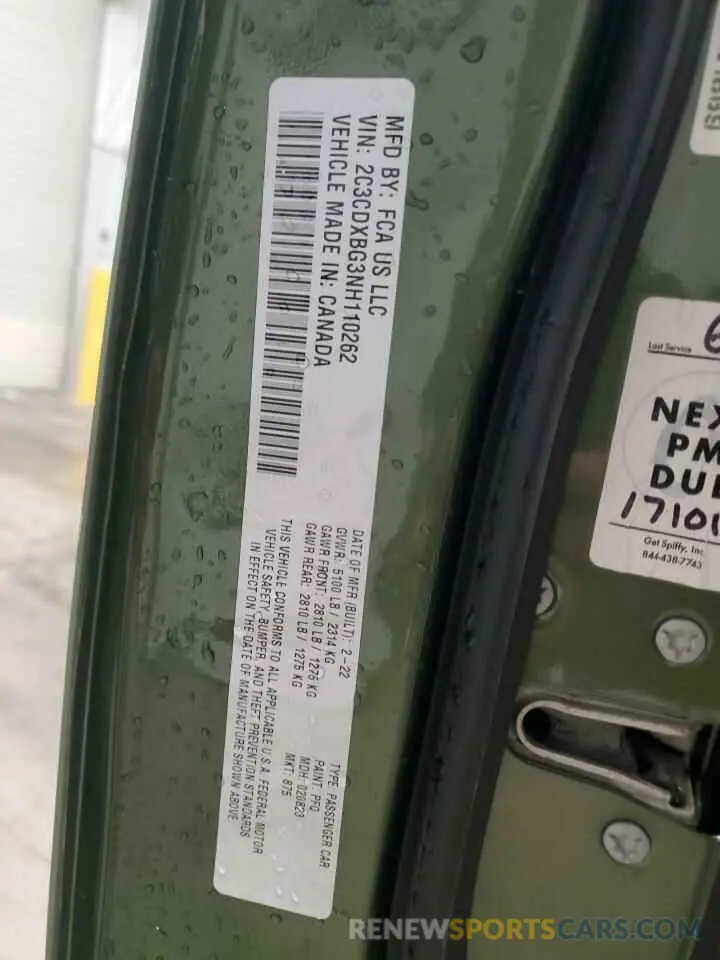 MFD BY: FCA US LLC
VIN: 2C3CDXBG3NH110262
VEHICLE MADE IN: CANADA
DATE OF MFR (BUILT): 2-22
GVWR: 5100 LB / 2314 KG
GAWR FRONT: 2810 LB / 1275 KG
GAWR REAR: 2810 LB / 1275 KG
THIS VEHICLE CONFORMS TO ALL APPLICABLE U.S.A. FEDERAL MOTOR
VEHICLE SAFETY, BUMPER, AND THEFT PREVENTION STANDARDS
IN EFFECT ON THE DATE OF MANUFACTURE SHOWN ABOVE.
TYPE: PASSENGER CAR
PAINT: PFQ
MDH: 020823
MKT: 875
Last Service
PM
Get Spiffy, Inc.
844-438-7743
RENEWSPORTSCARS.COM